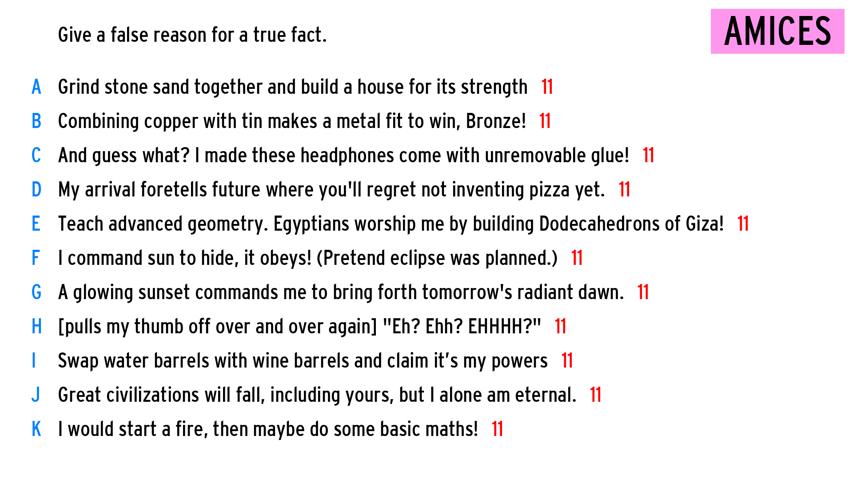 Give a false reason for a true fact.
AMICES
A Grind stone sand together and build a house for its strength 11
B Combining copper with tin makes a metal fit to win, Bronze! 11
C And guess what? I made these headphones come with unremovable glue! 11
D My arrival foretells future where you'll regret not inventing pizza yet. 11
E Teach advanced geometry. Egyptians worship me by building Dodecahedrons of Giza! 11
F I command sun to hide, it obeys! (Pretend eclipse was planned.) 11
G A glowing sunset commands me to bring forth tomorrow's radiant dawn. 11
H [pulls my thumb off over and over again] "Eh? Ehh? EHHHH?" 11
I Swap water barrels with wine barrels and claim it’s my powers 11
J Great civilizations will fall, including yours, but I alone am eternal. 11
K I would start a fire, then maybe do some basic maths! 11